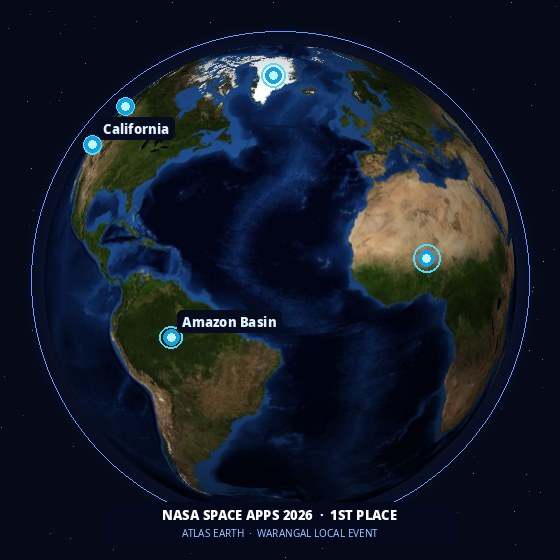 California
Amazon Basin
NASA SPACE APPS 2026 · 1ST PLACE
ATLAS EARTH · WARANGAL LOCAL EVENT